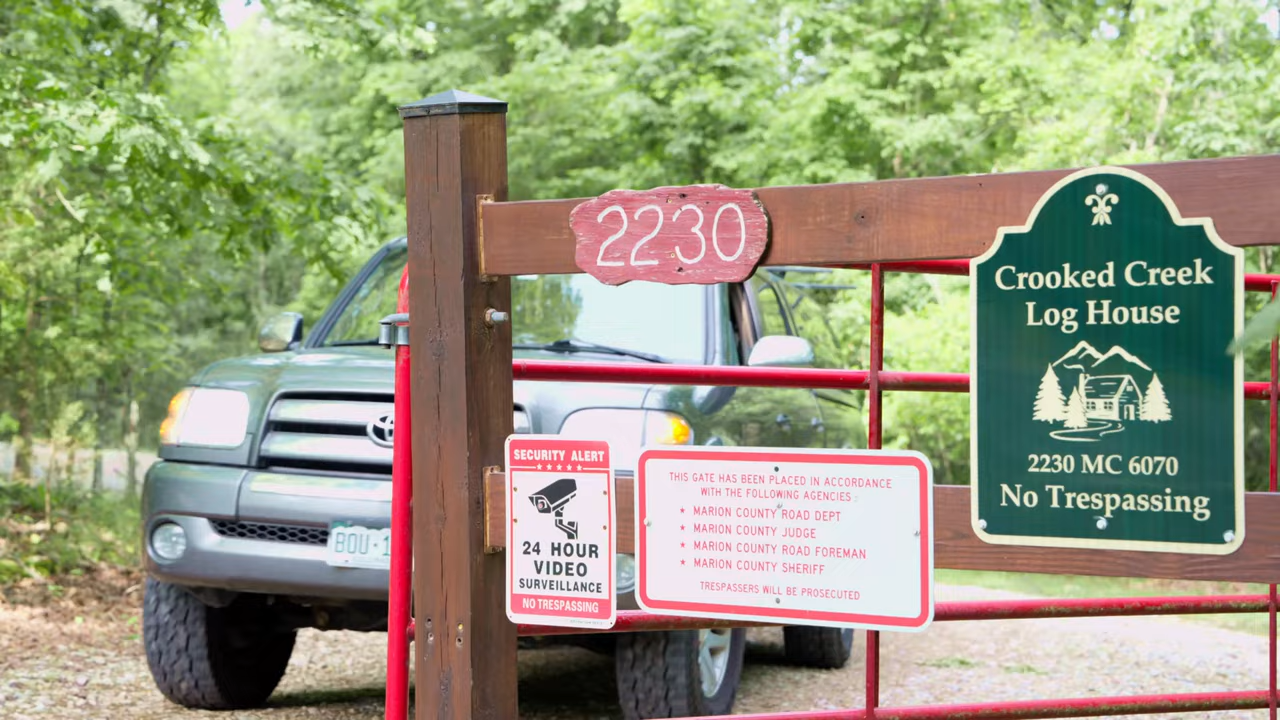 2230
Crooked Creek
Log House
2230 MC 6070
No Trespassing
SECURITY ALERT
24 HOUR
VIDEO
SURVEILLANCE
NO TRESPASSING
THIS GATE HAS BEEN PLACED IN ACCORDANCE
WITH THE FOLLOWING AGENCIES :
★ MARION COUNTY ROAD DEPT
★ MARION COUNTY JUDGE
★ MARION COUNTY ROAD FOREMAN
★ MARION COUNTY SHERIFF
TRESPASSERS WILL BE PROSECUTED
BOU-1